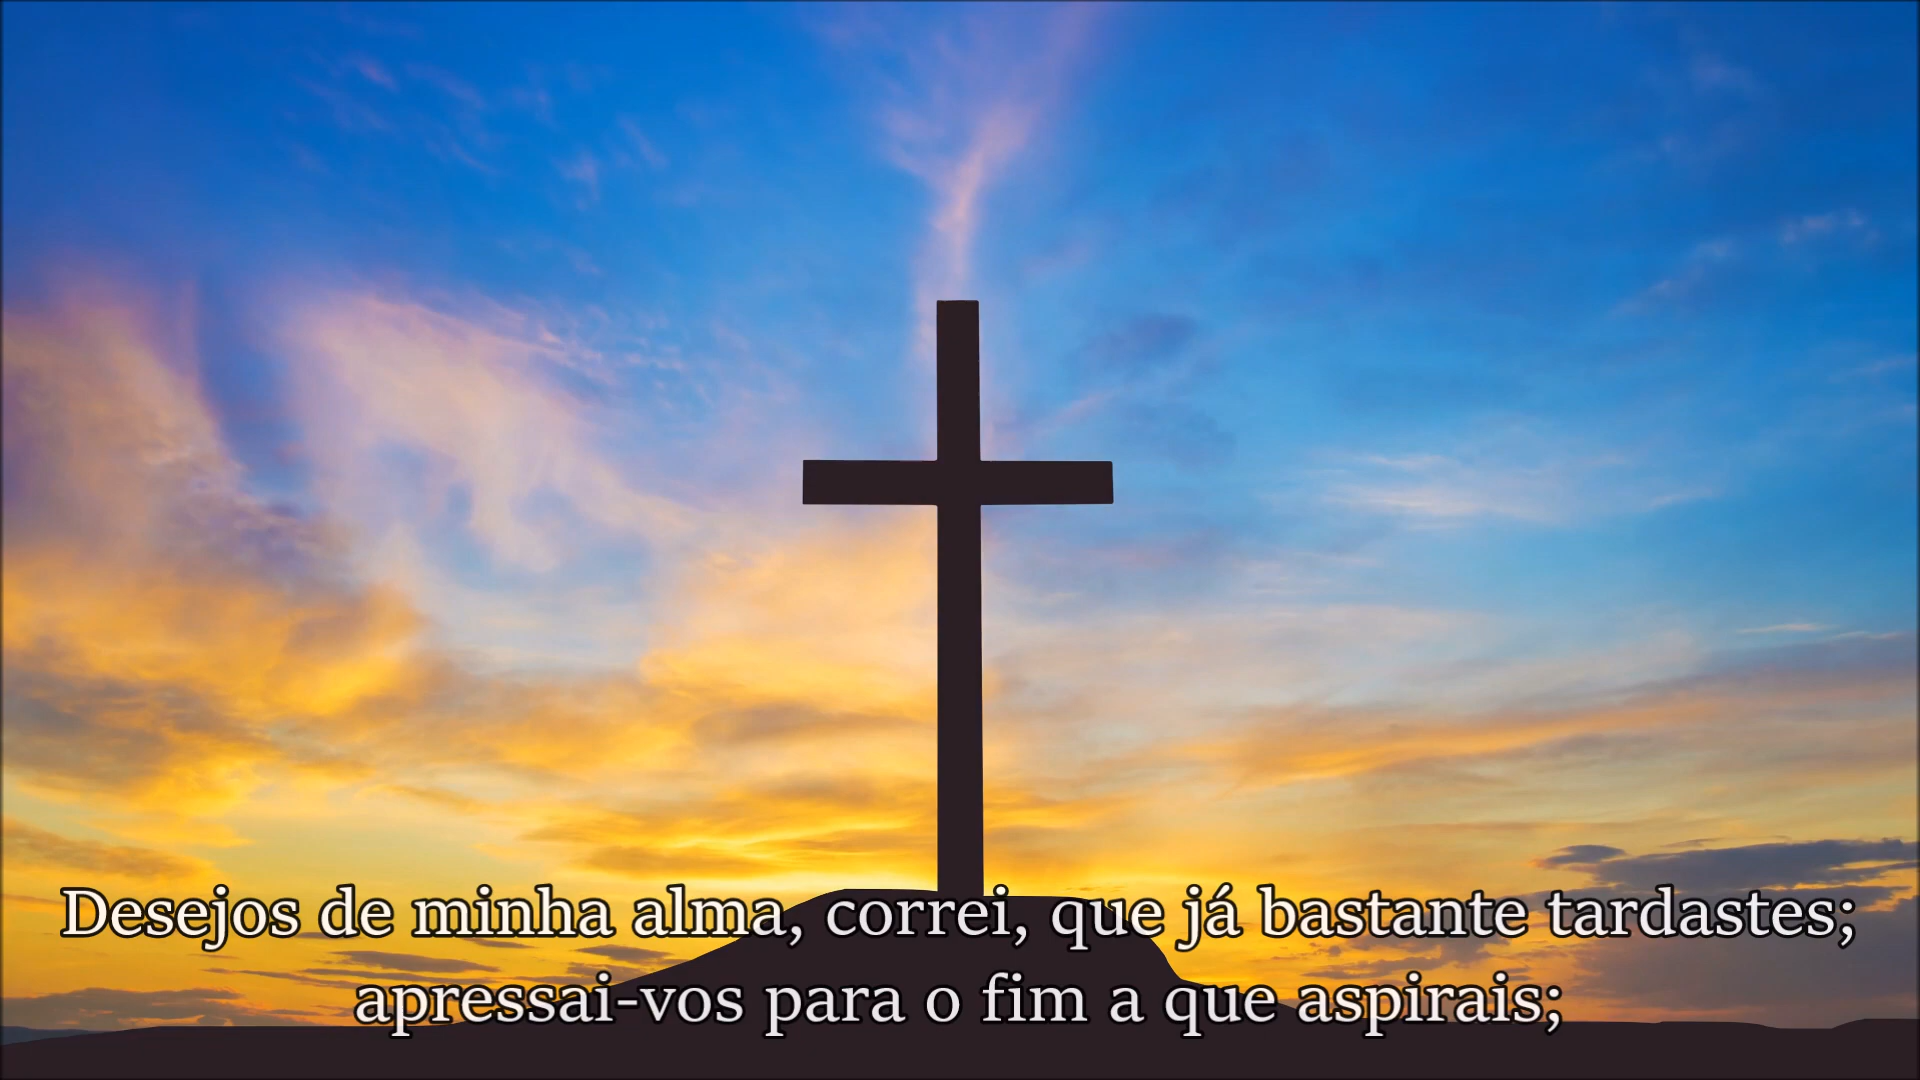 Desejos de minha alma, correi, que já bastante tardastes;
apressai-vos para o fim a que aspirais;